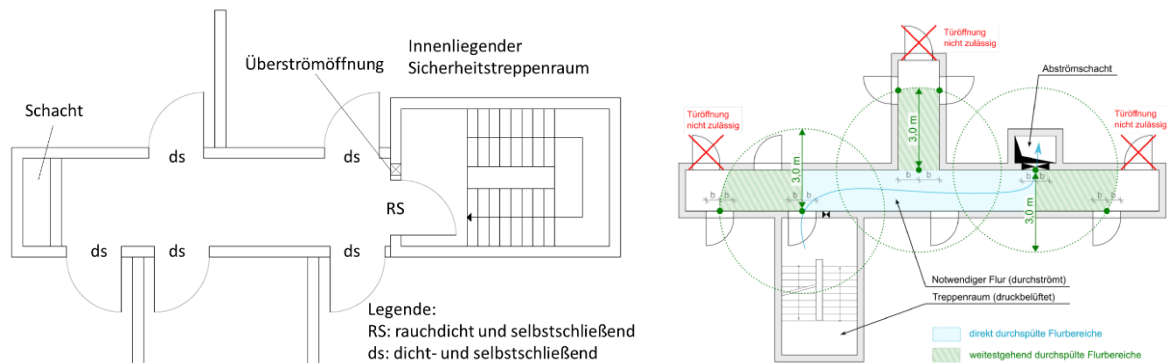 Innenliegender
Sicherheitstreppenraum
Überströmöffnung
Schacht
ds
ds
RS
ds
ds
ds
Legende:
RS: rauchdicht und selbstschließend
ds: dicht- und selbstschließend
Türöffnung
nicht zulässig
Abströmschacht
Türöffnung
nicht zulässig
Türöffnung
nicht zulässig
3,0 m
3,0 m
b
b
b
b
b
b
b
b
b
b
3,0 m
Notwendiger Flur (durchströmt)
Treppenraum (druckbelüftet)
direkt durchspülte Flurbereiche
weitestgehend durchspülte Flurbereiche